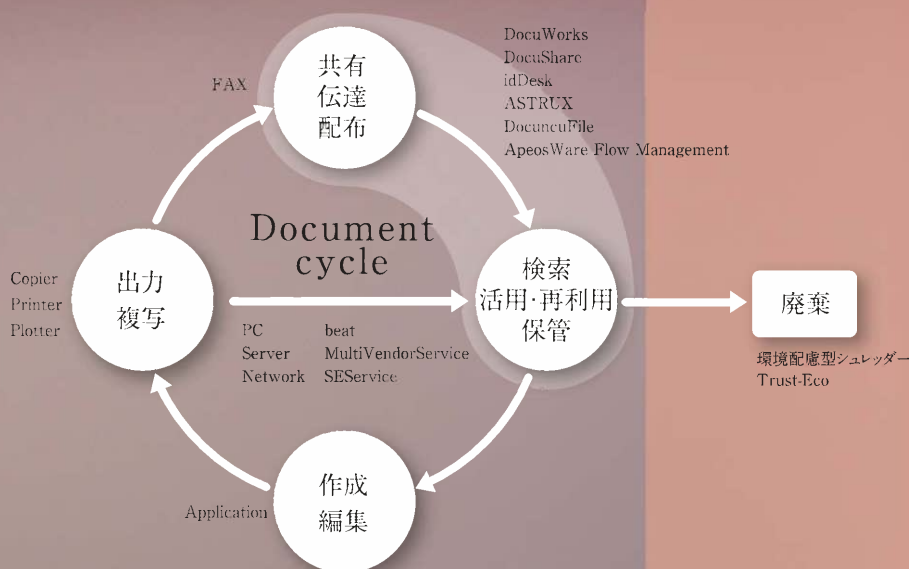 共有
伝達
配布
FAX
DocuWorks
DocuShare
idDesk
ASTRUX
DocuncuFile
ApeosWare Flow Management
Document
cycle
出力
複写
Copier
Printer
Plotter
検索
活用・再利用
保管
PC
Server
Network
beat
MultiVendorService
SEService
廃棄
環境配慮型シュレッダー
Trust-Eco
作成
編集
Application